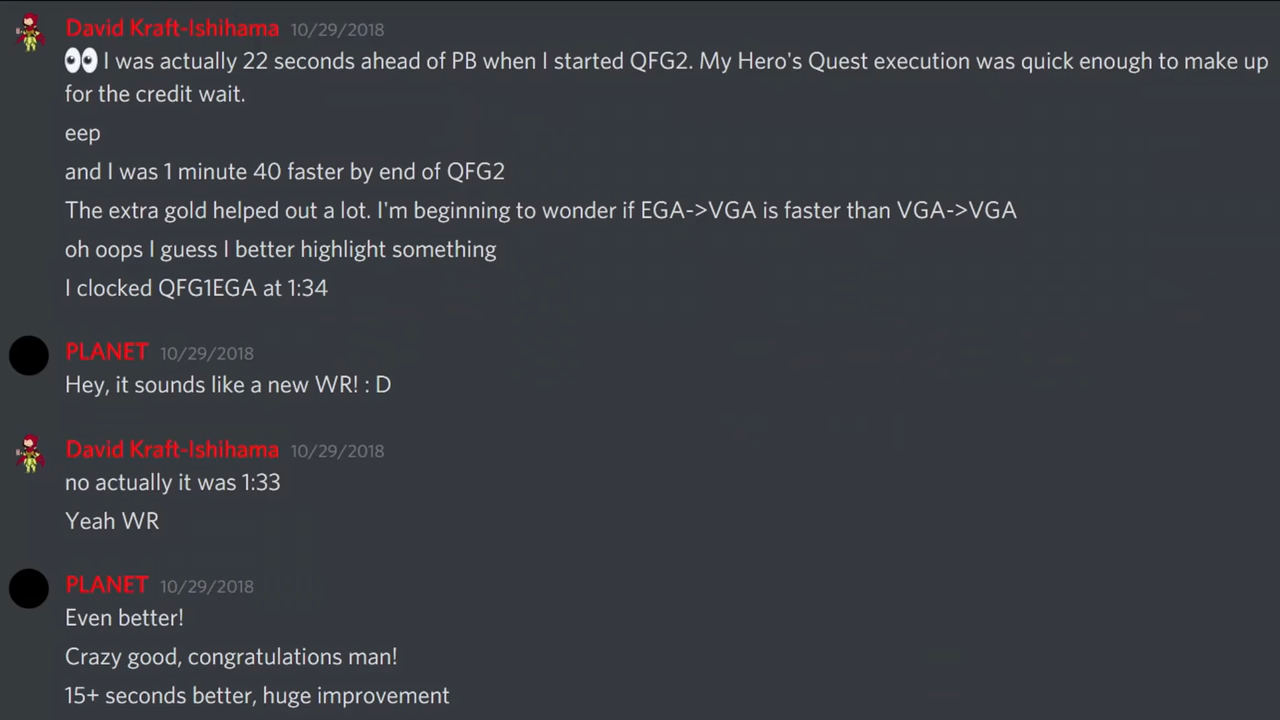 David Kraft-Ishihama 10/29/2018
👀 I was actually 22 seconds ahead of PB when I started QFG2. My Hero's Quest execution was quick enough to make up
for the credit wait.
eep
and I was 1 minute 40 faster by end of QFG2
The extra gold helped out a lot. I'm beginning to wonder if EGA->VGA is faster than VGA->VGA
oh oops I guess I better highlight something
I clocked QFG1EGA at 1:34
PLANET 10/29/2018
Hey, it sounds like a new WR! : D
David Kraft-Ishihama 10/29/2018
no actually it was 1:33
Yeah WR
PLANET 10/29/2018
Even better!
Crazy good, congratulations man!
15+ seconds better, huge improvement